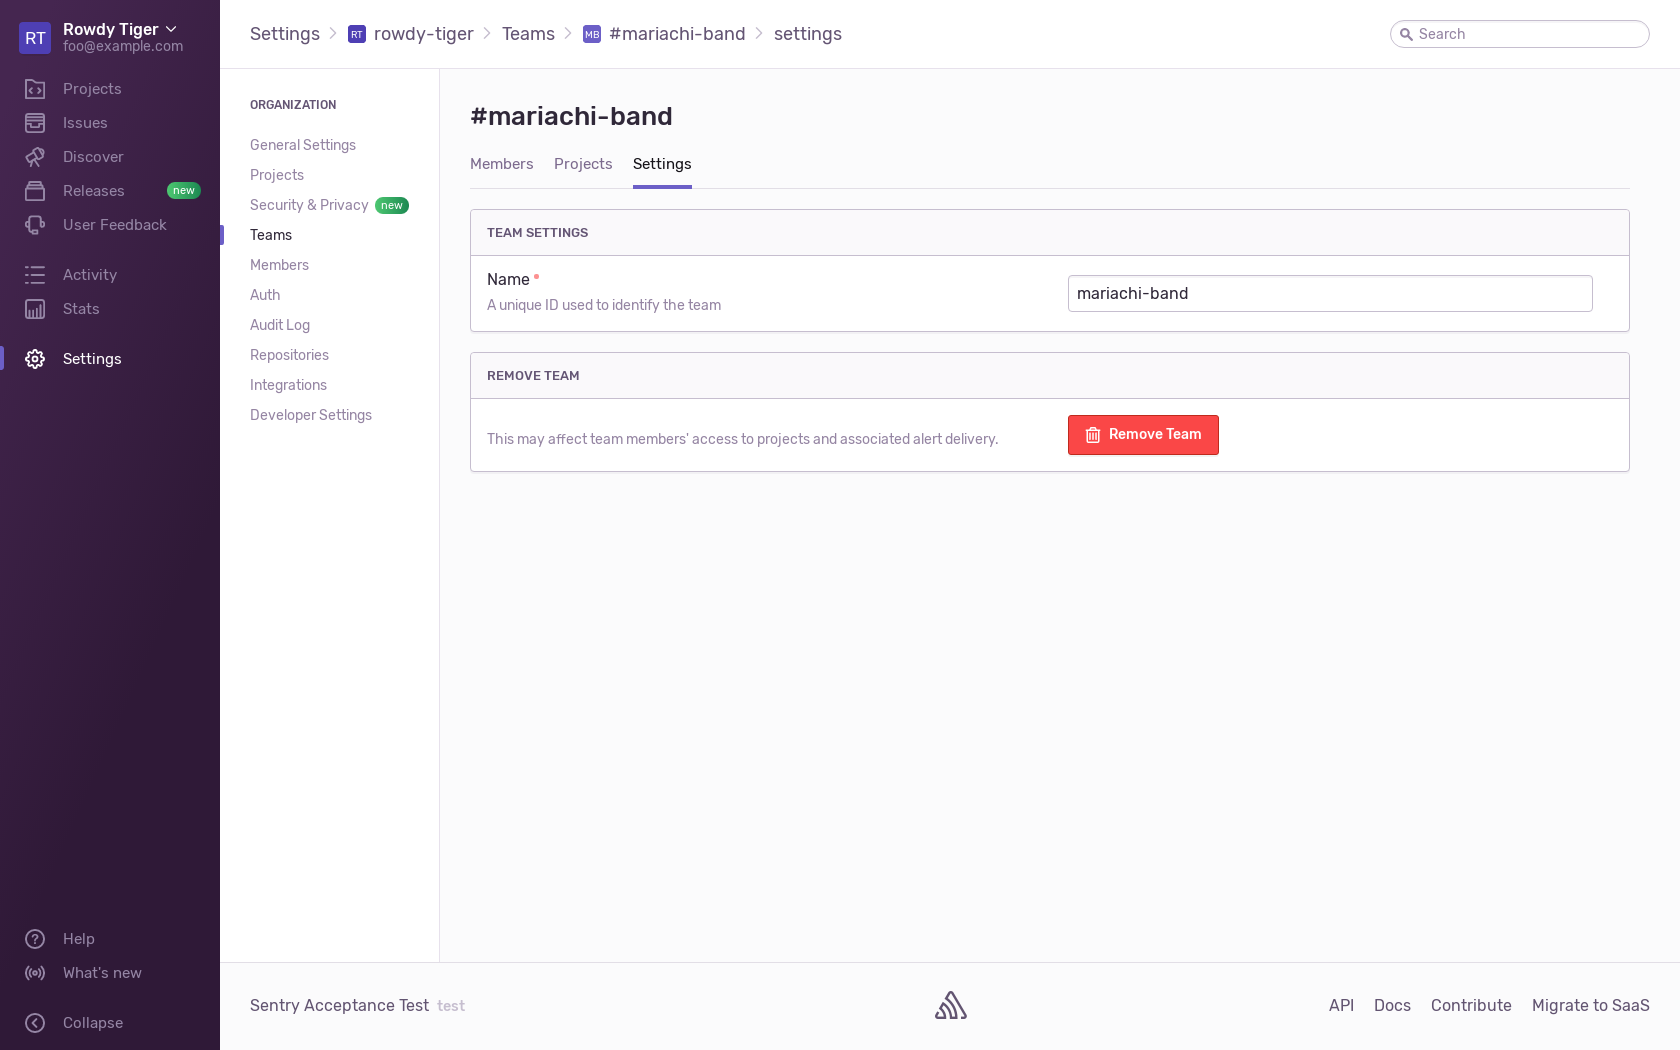 RT
Rowdy Tiger
foo@example.com
Projects
Issues
Discover
Releases new
User Feedback
Activity
Stats
Settings
Help
What's new
Collapse
Settings RT rowdy-tiger Teams MB #mariachi-band settings
Search
ORGANIZATION
General Settings
Projects
Security & Privacy new
Teams
Members
Auth
Audit Log
Repositories
Integrations
Developer Settings
#mariachi-band
Members Projects Settings
TEAM SETTINGS
Name
A unique ID used to identify the team
mariachi-band
REMOVE TEAM
This may affect team members' access to projects and associated alert delivery.
Remove Team
Sentry Acceptance Test test
API Docs Contribute Migrate to SaaS